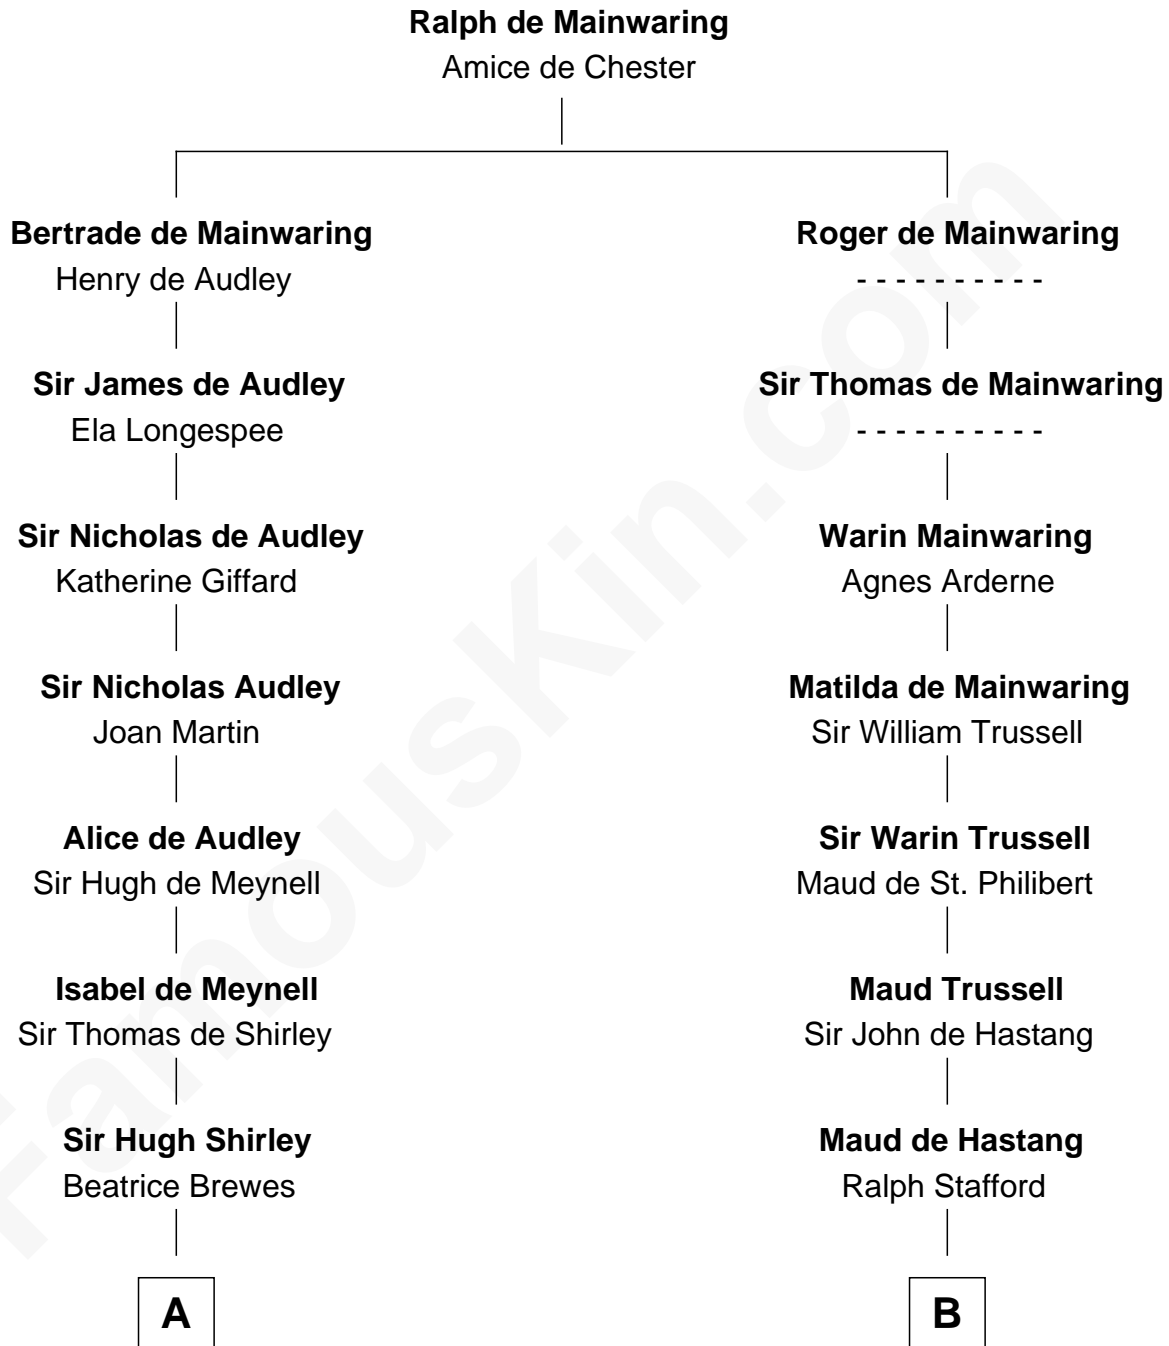 Ralph de Mainwaring
Amice de Chester
Bertrade de Mainwaring
Henry de Audley
Roger de Mainwaring
- - - - - - - - - -
Sir James de Audley
Ela Longespee
Sir Thomas de Mainwaring
- - - - - - - - - -
Sir Nicholas de Audley
Katherine Giffard
Warin Mainwaring
Agnes Arderne
Sir Nicholas Audley
Joan Martin
Matilda de Mainwaring
Sir William Trussell
Alice de Audley
Sir Hugh de Meynell
Sir Warin Trussell
Maud de St. Philibert
Isabel de Meynell
Sir Thomas de Shirley
Maud Trussell
Sir John de Hastang
Sir Hugh Shirley
Beatrice Brewes
Maud de Hastang
Ralph Stafford
A
B
FamousKin.com